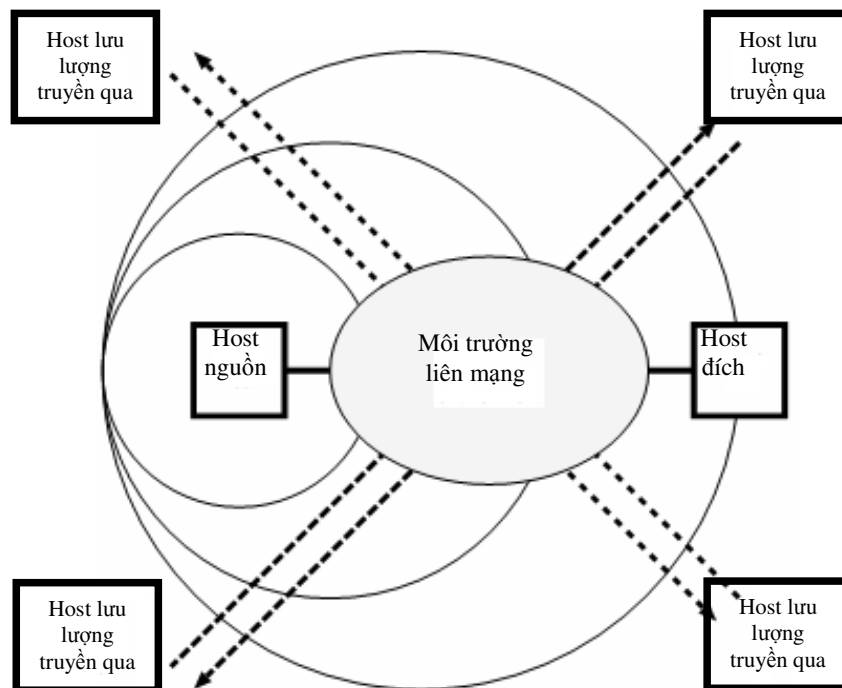 Host lưu
lượng
truyền qua
Host lưu
lượng
truyền qua
Host
nguồn
Môi trường
liên mạng
Host
đích
Host lưu
lượng
truyền qua
Host lưu
lượng
truyền qua